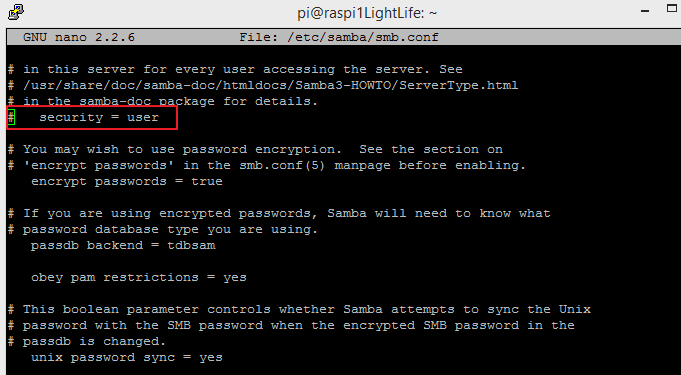 pi@raspi1LightLife: ~
GNU nano 2.2.6 File: /etc/samba/smb.conf
# in this server for every user accessing the server. See
# /usr/share/doc/samba-doc/htmldocs/Samba3-HOWTO/ServerType.html
# in the samba-doc package for details.
#   security = user
# You may wish to use password encryption.  See the section on
# 'encrypt passwords' in the smb.conf(5) manpage before enabling.
   encrypt passwords = true
# If you are using encrypted passwords, Samba will need to know what
# password database type you are using.
   passdb backend = tdbsam
   obey pam restrictions = yes
# This boolean parameter controls whether Samba attempts to sync the Unix
# password with the SMB password when the encrypted SMB password in the
# passdb is changed.
   unix password sync = yes